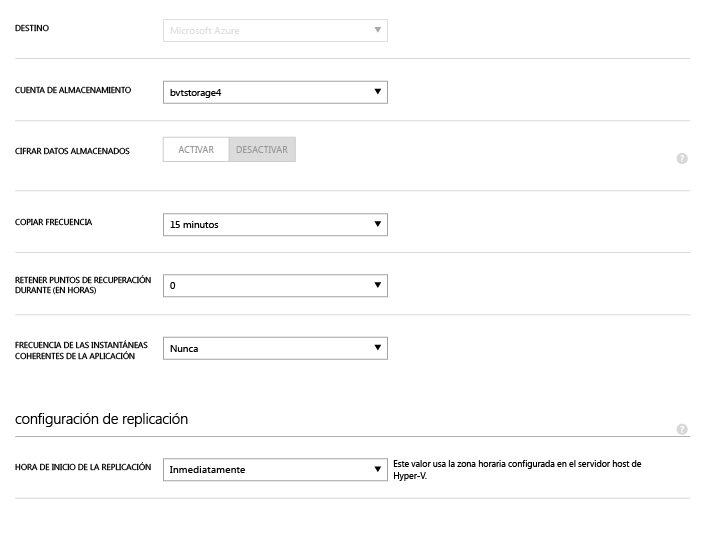 DESTINO
Microsoft Azure
CUENTA DE ALMACENAMIENTO
bvtstorage4
CIFRAR DATOS ALMACENADOS
ACTIVAR
DESACTIVAR
?
COPIAR FRECUENCIA
15 minutos
RETENER PUNTOS DE RECUPERACIÓN
DURANTE (EN HORAS)
0
FRECUENCIA DE LAS INSTANTÁNEAS
COHERENTES DE LA APLICACIÓN
Nunca
configuración de replicación
?
HORA DE INICIO DE LA REPLICACIÓN
Inmediatamente
Este valor usa la zona horaria configurada en el servidor host de
Hyper-V.